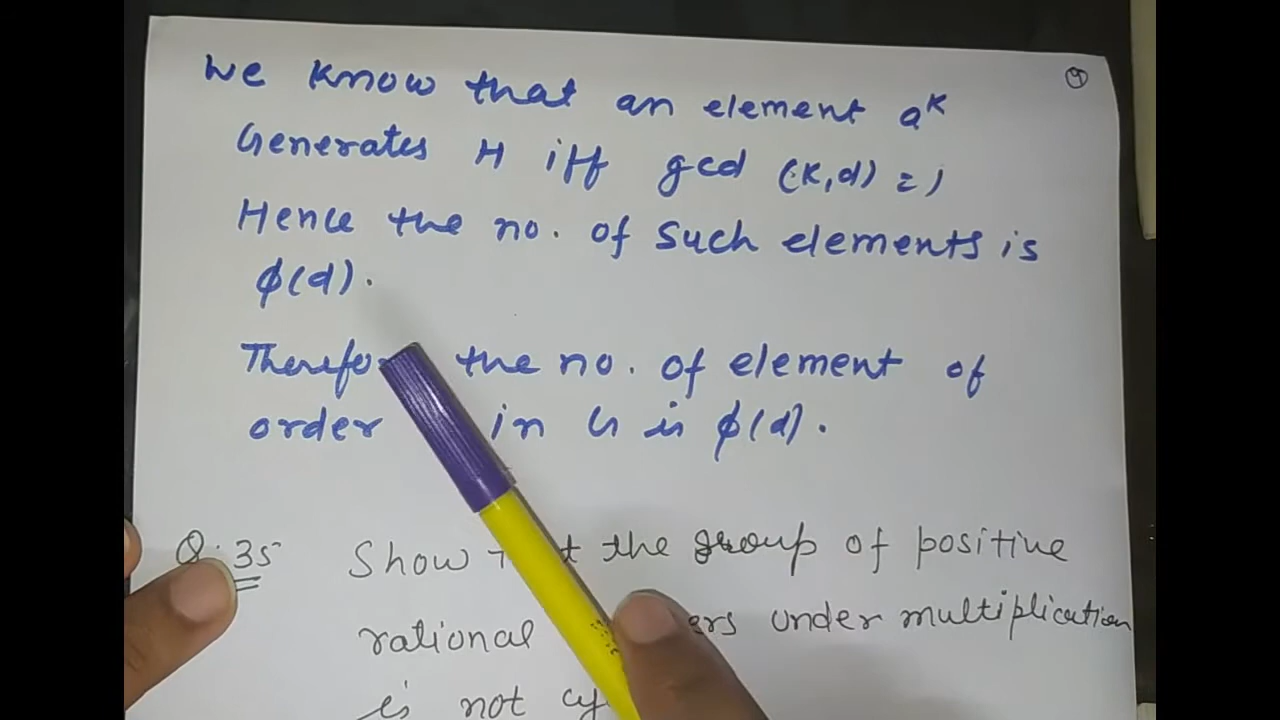 9
We know that an element a^K
Generates H iff gcd (K,d) = 1
Hence the no. of such elements is
φ(d).
the no. of element of
order in G is φ(d).
Q. 35 Show the group of positive
rational under multiplication
is not